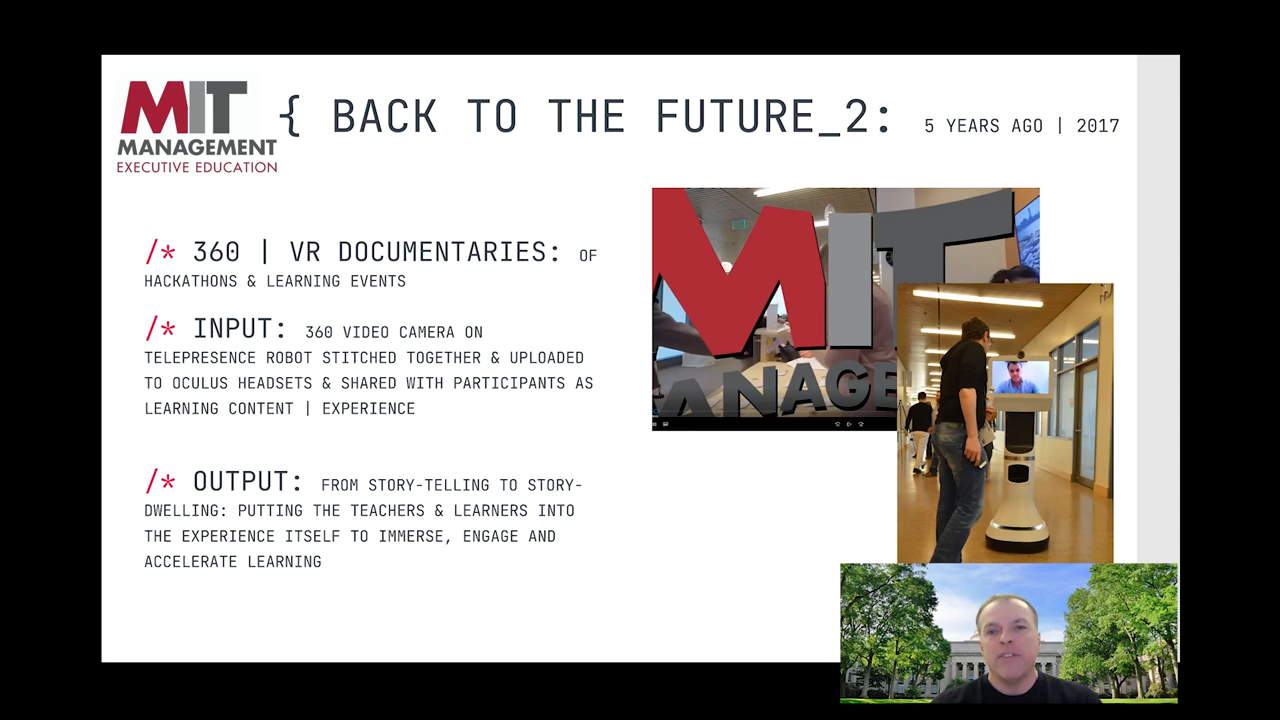 MIT
MANAGEMENT
EXECUTIVE EDUCATION
{ BACK TO THE FUTURE_2: 5 YEARS AGO | 2017
/* 360 | VR DOCUMENTARIES: OF
HACKATHONS & LEARNING EVENTS
/* INPUT: 360 VIDEO CAMERA ON
TELEPRESENCE ROBOT STITCHED TOGETHER & UPLOADED
TO OCULUS HEADSETS & SHARED WITH PARTICIPANTS AS
LEARNING CONTENT | EXPERIENCE
/* OUTPUT: FROM STORY-TELLING TO STORY-
DWELLING: PUTTING THE TEACHERS & LEARNERS INTO
THE EXPERIENCE ITSELF TO IMMERSE, ENGAGE AND
ACCELERATE LEARNING
MIT
ANAGE